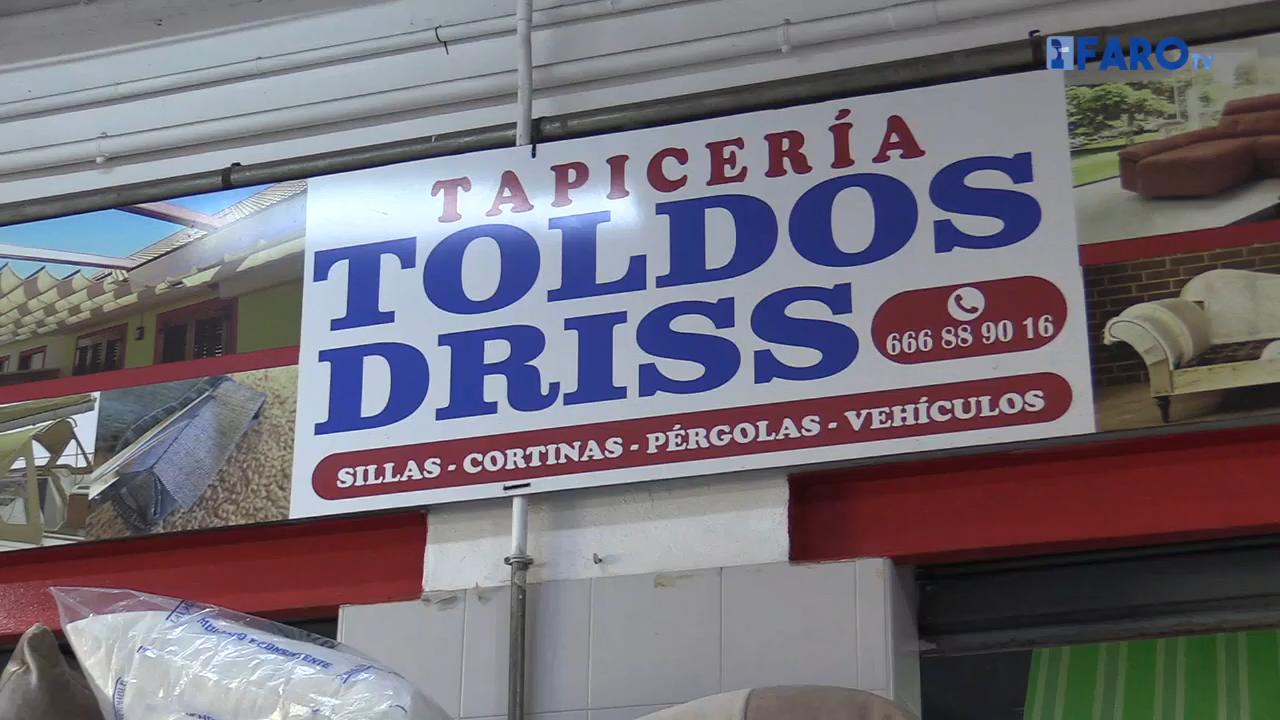 FARO TV
TAPICERÍA
TOLDOS
DRISS
666 88 90 16
SILLAS - CORTINAS - PÉRGOLAS - VEHÍCULOS